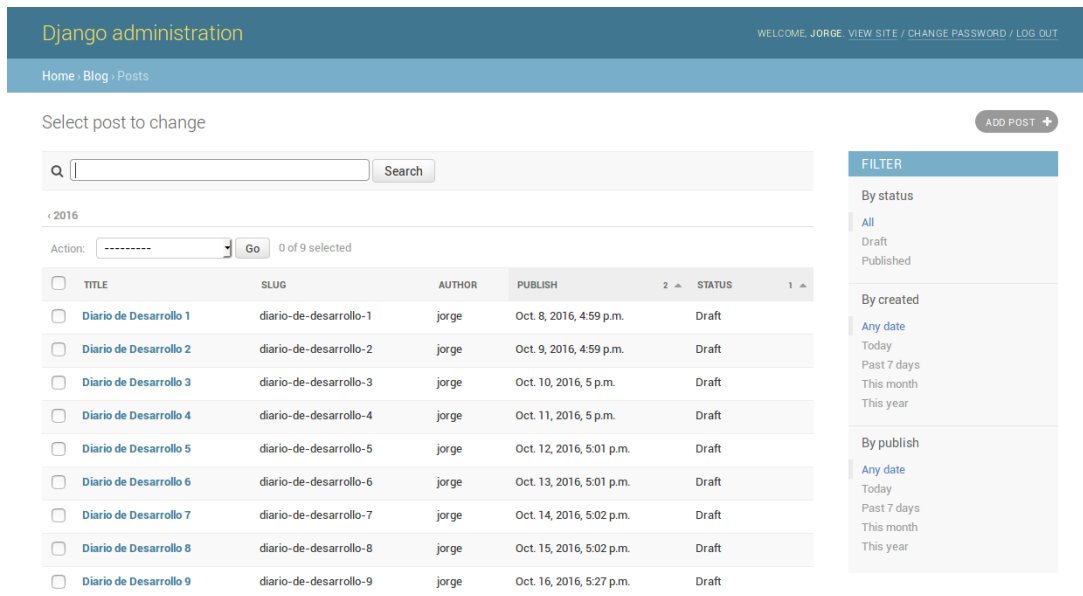 Django administration
WELCOME, JORGE. VIEW SITE / CHANGE PASSWORD / LOG OUT
Home › Blog › Posts
Select post to change
ADD POST +
Search
‹ 2016
Action: --------- Go 0 of 9 selected
TITLE SLUG AUTHOR PUBLISH 2 STATUS 1
Diario de Desarrollo 1 diario-de-desarrollo-1 jorge Oct. 8, 2016, 4:59 p.m. Draft
Diario de Desarrollo 2 diario-de-desarrollo-2 jorge Oct. 9, 2016, 4:59 p.m. Draft
Diario de Desarrollo 3 diario-de-desarrollo-3 jorge Oct. 10, 2016, 5 p.m. Draft
Diario de Desarrollo 4 diario-de-desarrollo-4 jorge Oct. 11, 2016, 5 p.m. Draft
Diario de Desarrollo 5 diario-de-desarrollo-5 jorge Oct. 12, 2016, 5:01 p.m. Draft
Diario de Desarrollo 6 diario-de-desarrollo-6 jorge Oct. 13, 2016, 5:01 p.m. Draft
Diario de Desarrollo 7 diario-de-desarrollo-7 jorge Oct. 14, 2016, 5:02 p.m. Draft
Diario de Desarrollo 8 diario-de-desarrollo-8 jorge Oct. 15, 2016, 5:02 p.m. Draft
Diario de Desarrollo 9 diario-de-desarrollo-9 jorge Oct. 16, 2016, 5:27 p.m. Draft
FILTER
By status
All
Draft
Published
By created
Any date
Today
Past 7 days
This month
This year
By publish
Any date
Today
Past 7 days
This month
This year